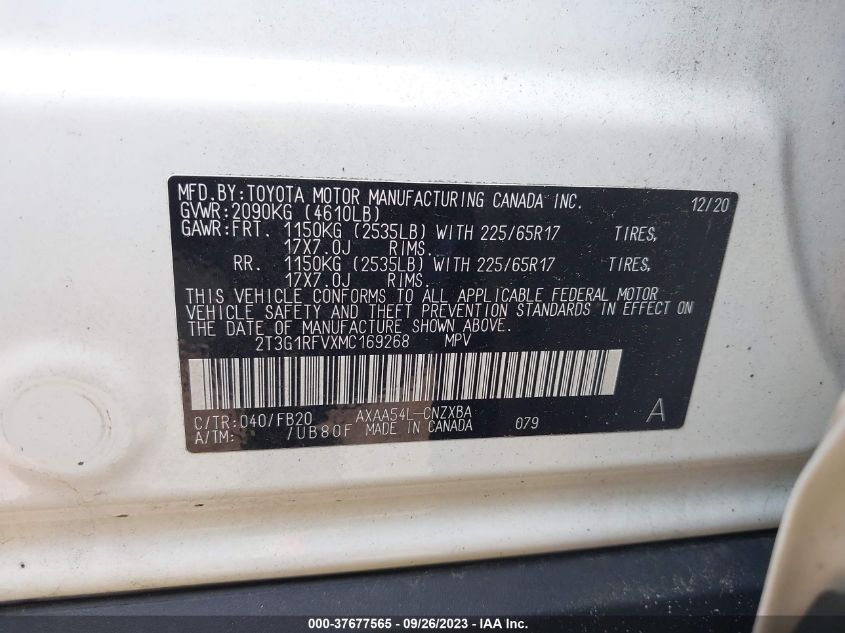 MFD.BY:TOYOTA MOTOR MANUFACTURING CANADA INC. 12/20
GVWR:2090KG (4610LB)
GAWR:FRT. 1150KG (2535LB) WITH 225/65R17 TIRES,
17X7.0J RIMS.
RR. 1150KG (2535LB) WITH 225/65R17 TIRES,
17X7.0J RIMS.
THIS VEHICLE CONFORMS TO ALL APPLICABLE FEDERAL MOTOR
VEHICLE SAFETY AND THEFT PREVENTION STANDARDS IN EFFECT ON
THE DATE OF MANUFACTURE SHOWN ABOVE.
2T3G1RFVXMC169268 MPV
C/TR:040/FB20 AXAA54L-CNZXBA A
A/TM: /UB80F MADE IN CANADA 079
000-37677565 - 09/26/2023 - IAA Inc.